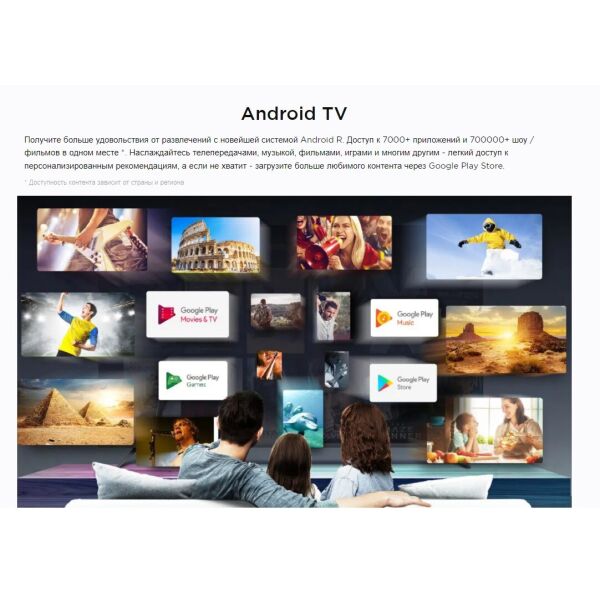 Android TV
Получите больше удовольствия от развлечений с новейшей системой Android R. Доступ к 7000+ приложений и 700000+ шоу /
фильмов в одном месте *. Наслаждайтесь телепередачами, музыкой, фильмами, играми и многим другим - легкий доступ к
персонализированным рекомендациям, а если не хватит - загрузите больше любимого контента через Google Play Store.
* Доступность контента зависит от страны и региона
Google Play
Movies & TV
Google Play
Music
Google Play
Games
Google Play
Store